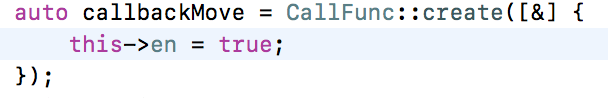 auto callbackMove = CallFunc::create([&] {
    this->en = true;
});